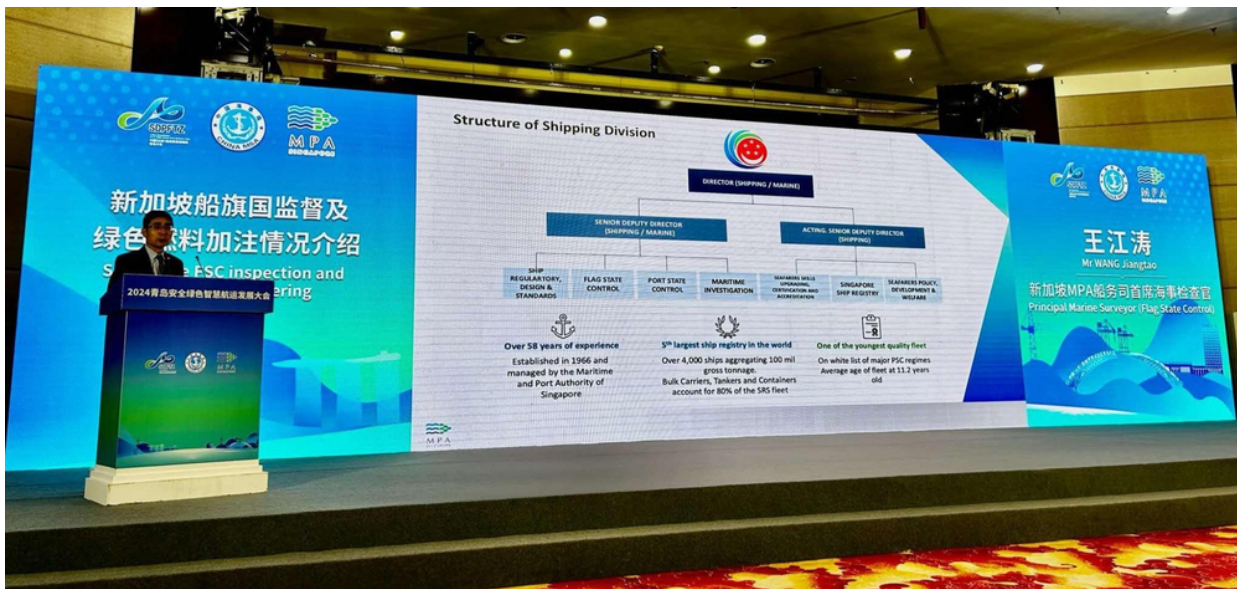 SDPFTZ
CHINA MSA
MPA
SINGAPORE
新加坡船旗国监督及
绿色燃料加注情况介绍
PSC inspection and
ering
2024青岛安全绿色智慧航运发展大会
Structure of Shipping Division
DIRECTOR (SHIPPING / MARINE)
SENIOR DEPUTY DIRECTOR
(SHIPPING / MARINE)
ACTING. SENIOR DEPUTY DIRECTOR
(SHIPPING)
SHIP
REGULARTORY,
DESIGN &
STANDARDS
FLAG STATE
CONTROL
PORT STATE
CONTROL
MARITIME
INVESTIGATION
SEAFARERS SKILLS
UPGRADING,
CERTIFICATION AND
ACCREDITATION
SINGAPORE
SHIP REGISTRY
SEAFARERS POLICY,
DEVELOPMENT &
WELFARE
Over 58 years of experience
Established in 1966 and
managed by the Maritime
and Port Authority of
Singapore
5th largest ship registry in the world
Over 4,000 ships aggregating 100 mil
gross tonnage.
Bulk Carriers, Tankers and Containers
account for 80% of the SRS fleet
One of the youngest quality fleet
On white list of major PSC regimes
Average age of fleet at 11.2 years
old
MPA
SDPFTZ
MPA
SINGAPORE
王江涛
Mr WANG Jiangtao
新加坡MPA船务司首席海事检查官
Principal Marine Surveyor (Flag State Control)